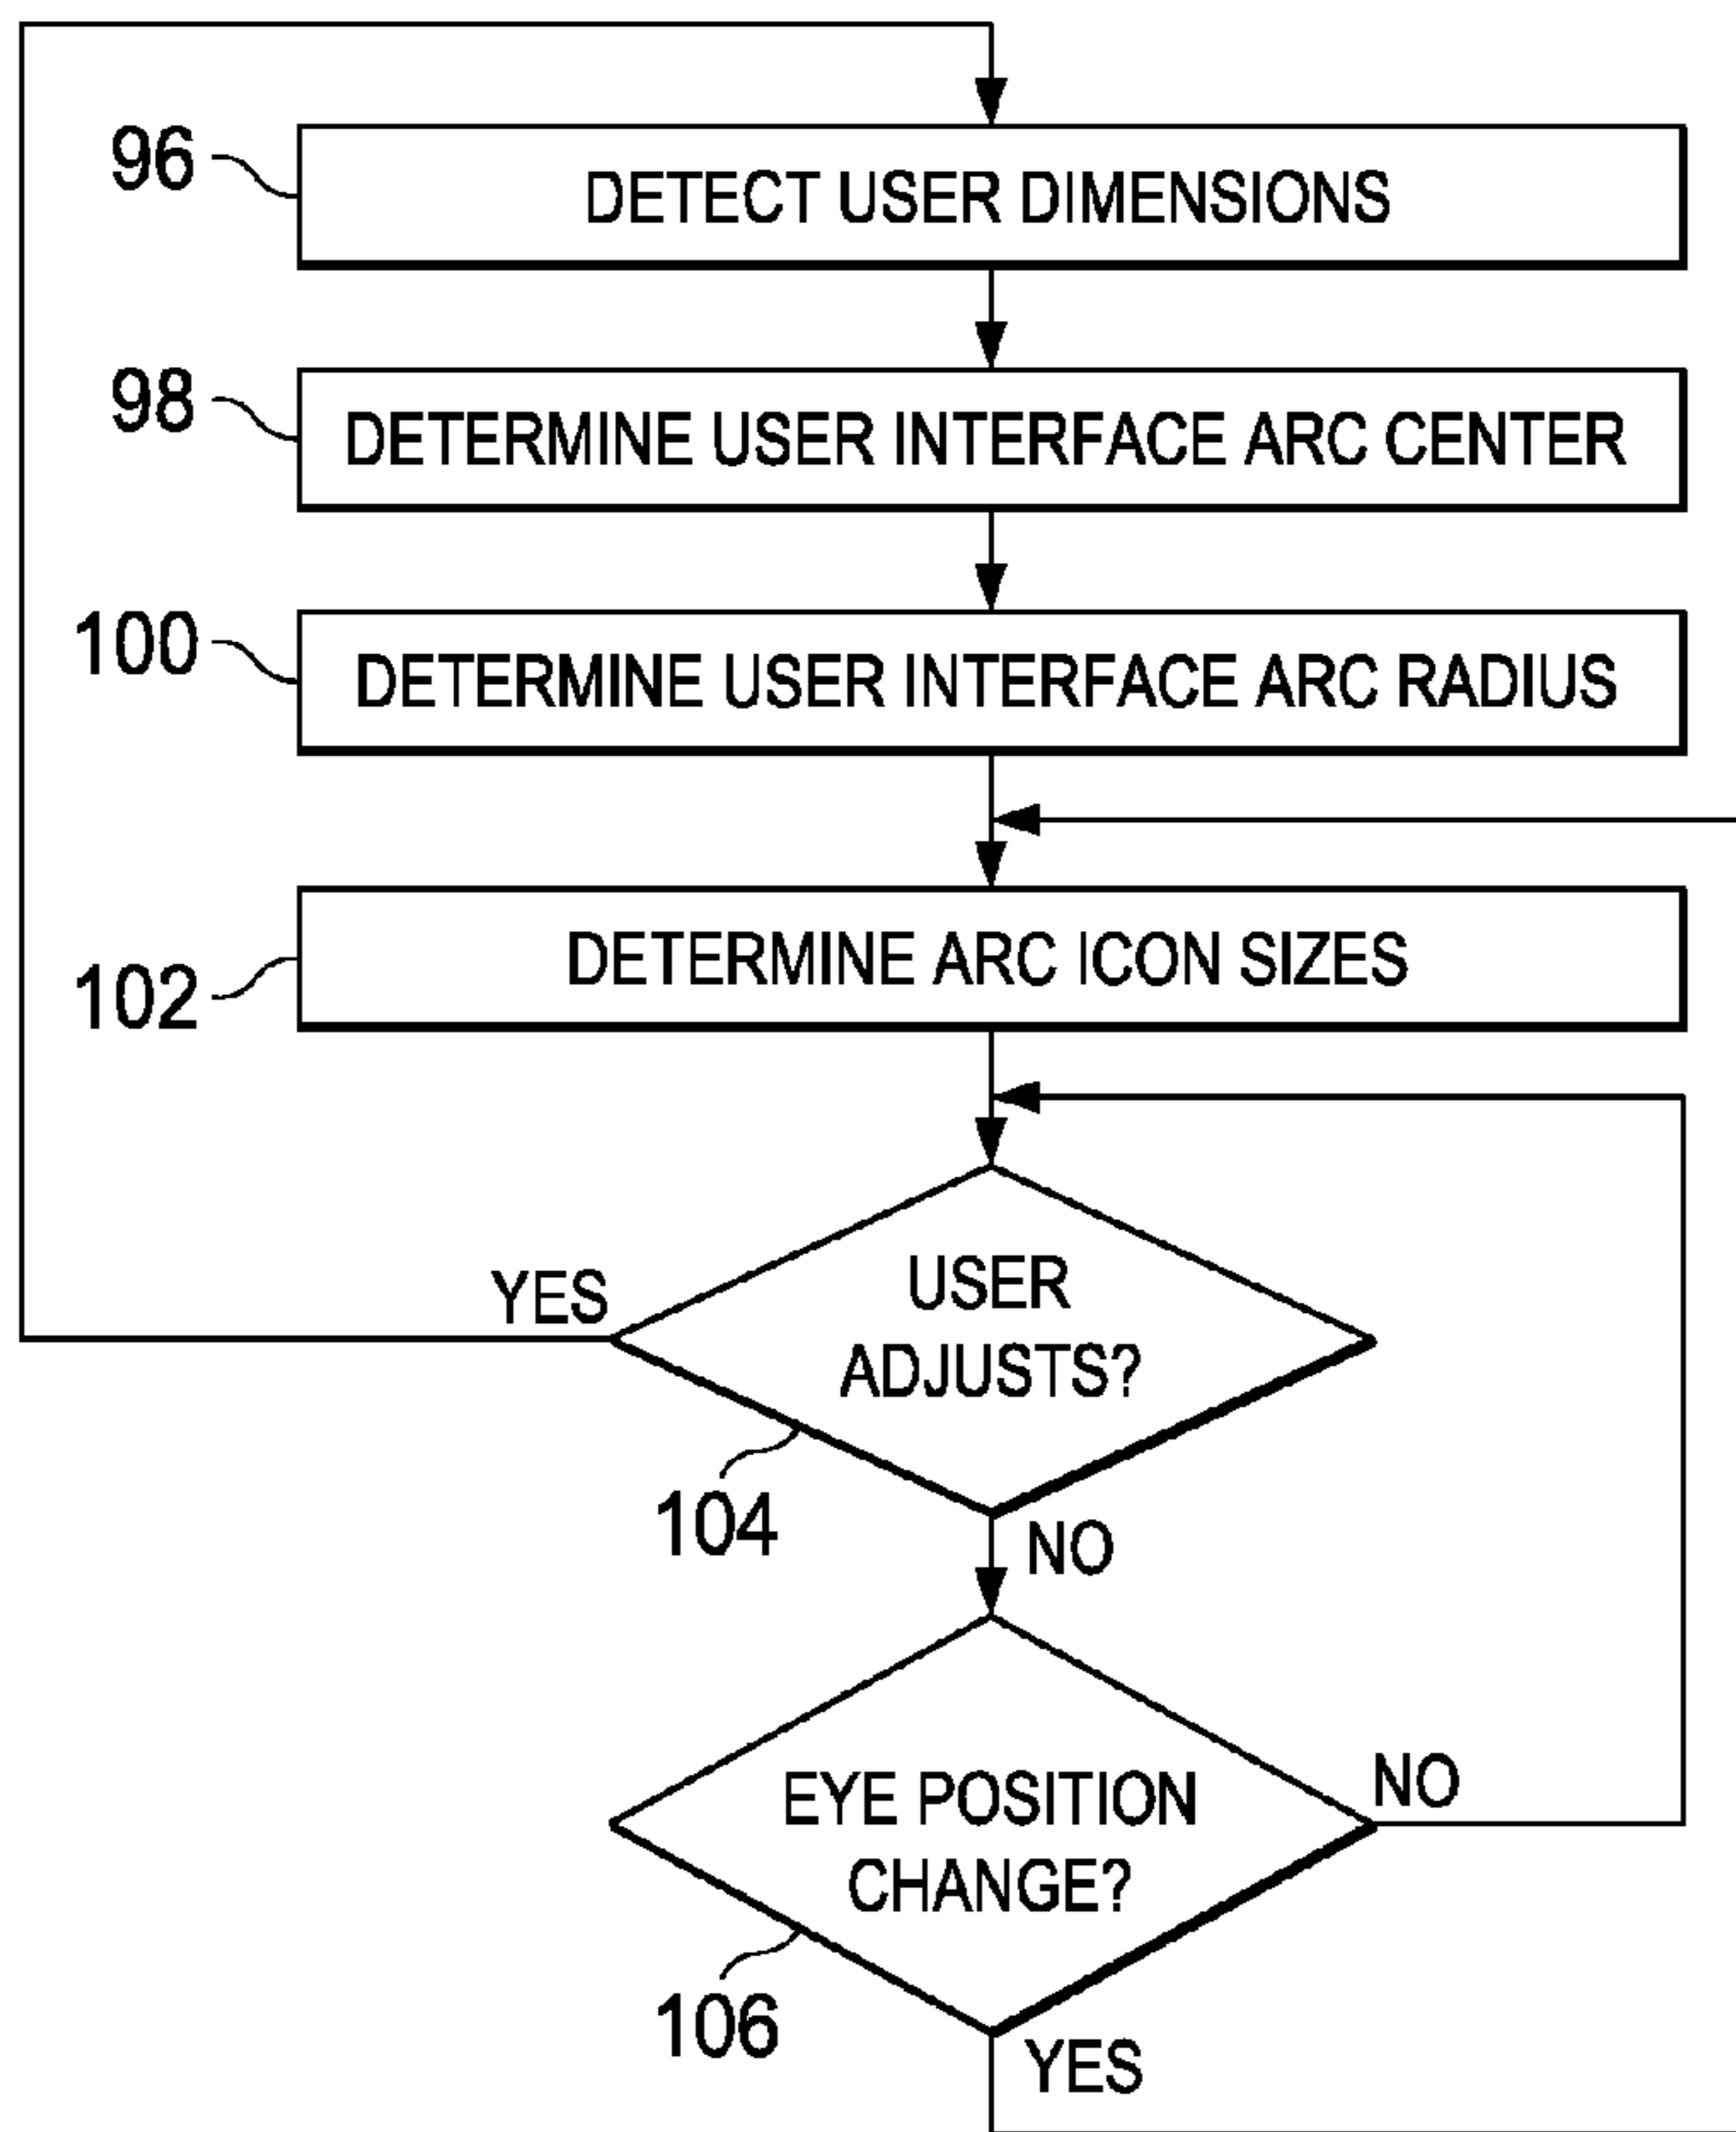 96
DETECT USER DIMENSIONS
98
DETERMINE USER INTERFACE ARC CENTER
100
DETERMINE USER INTERFACE ARC RADIUS
DETERMINE ARC ICON SIZES
102
YES
USER
ADJUSTS?
104
NO
EYE POSITION
CHANGE?
NO
106
YES